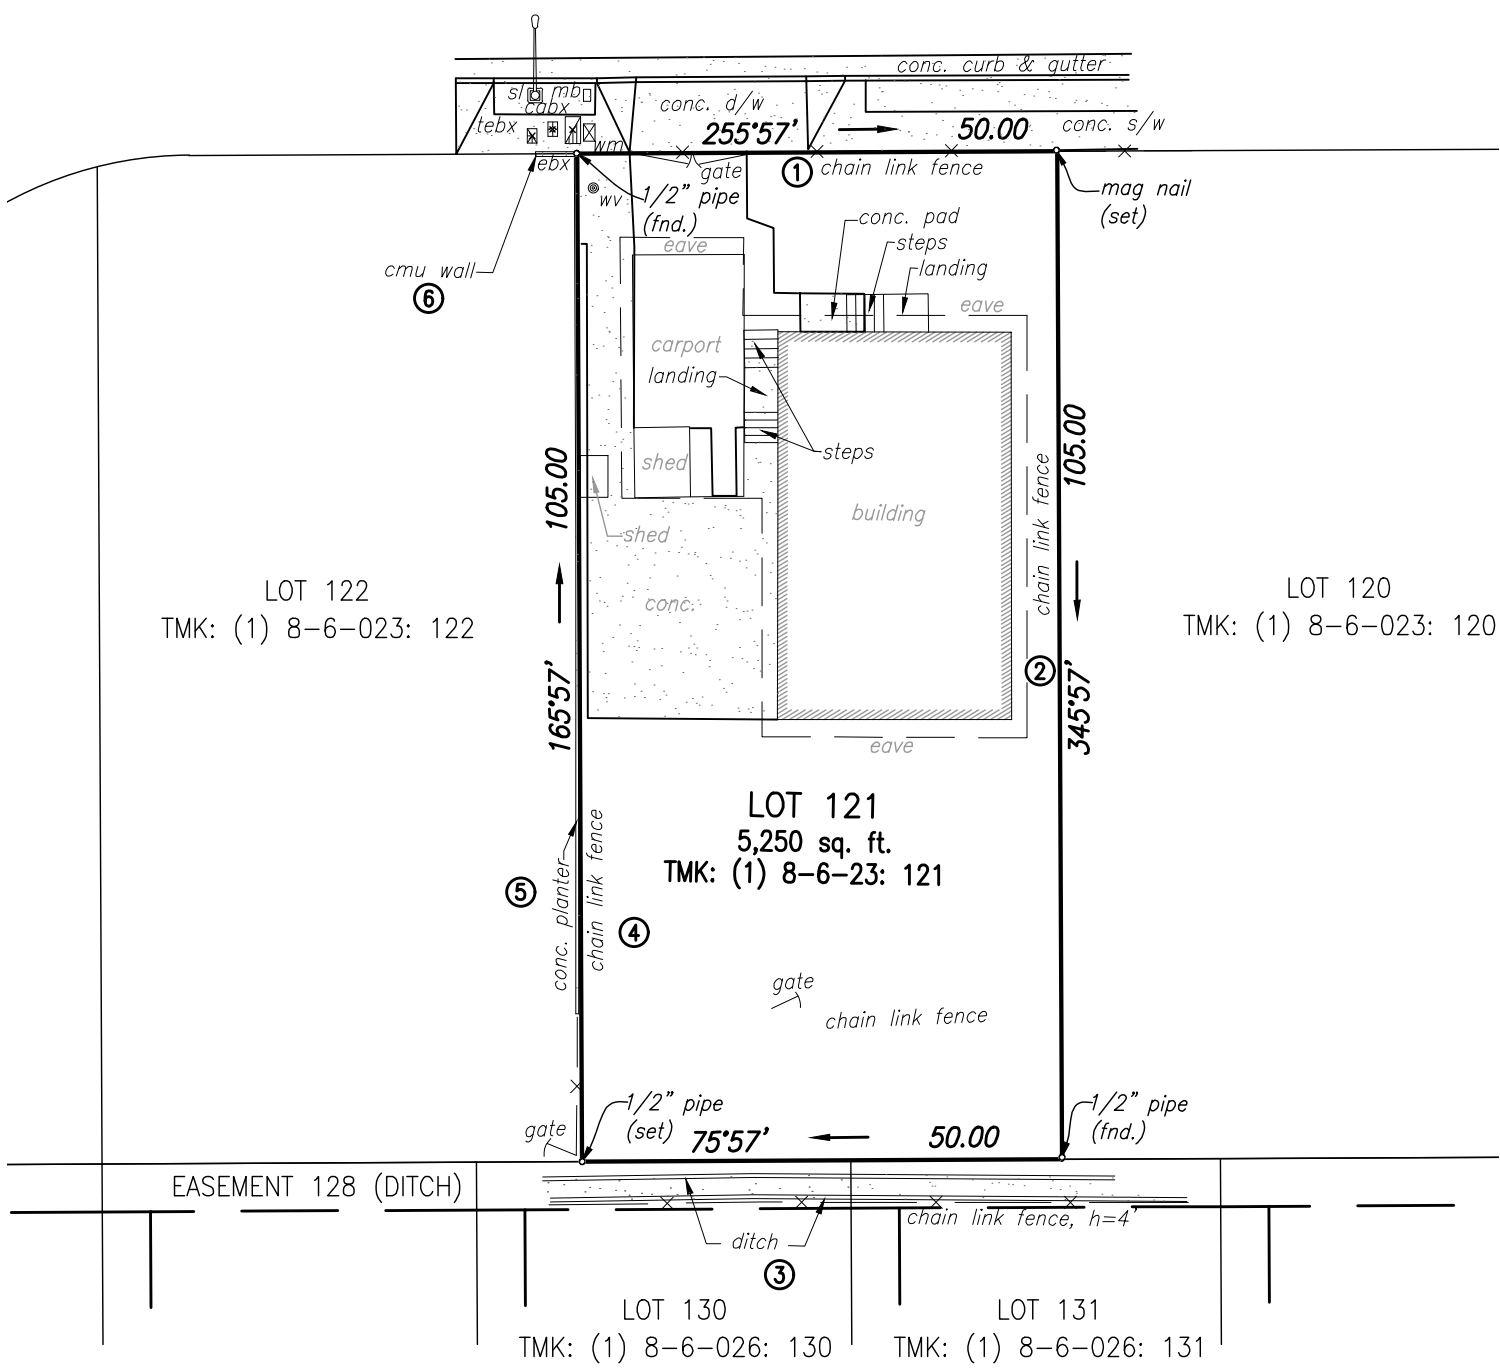 conc. curb & gutter
sl
mb
cabx
conc. d/w
tebx
255°57'
50.00
conc. s/w
wm
ebx
gate
1
chain link fence
wv
1/2" pipe
(fnd.)
mag nail
(set)
conc. pad
steps
landing
eave
eave
cmu wall
6
carport
landing
steps
shed
shed
building
conc.
105.00
165°57'
105.00
345°57'
chain link fence
2
LOT 122
TMK: (1) 8-6-023: 122
LOT 120
TMK: (1) 8-6-023: 120
eave
LOT 121
5,250 sq. ft.
TMK: (1) 8-6-23: 121
conc. planter
chain link fence
5
4
gate
chain link fence
1/2" pipe
(set)
gate
75°57'
50.00
1/2" pipe
(fnd.)
EASEMENT 128 (DITCH)
chain link fence, h=4'
ditch
3
LOT 130
TMK: (1) 8-6-026: 130
LOT 131
TMK: (1) 8-6-026: 131